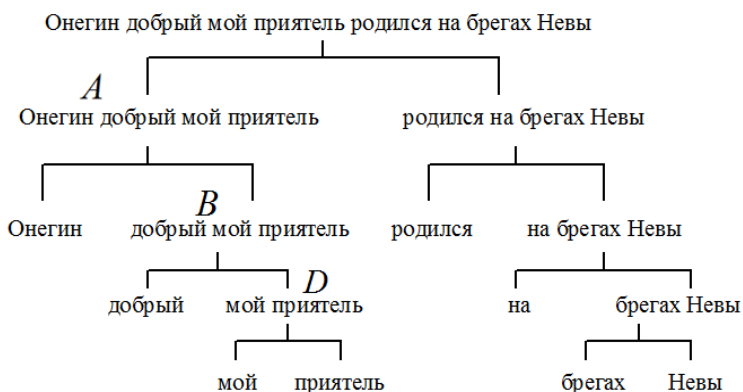 Онегин добрый мой приятель родился на брегах Невы
A
Онегин добрый мой приятель родился на брегах Невы
B
Онегин добрый мой приятель родился на брегах Невы
D
добрый мой приятель на брегах Невы
мой приятель брегах Невы